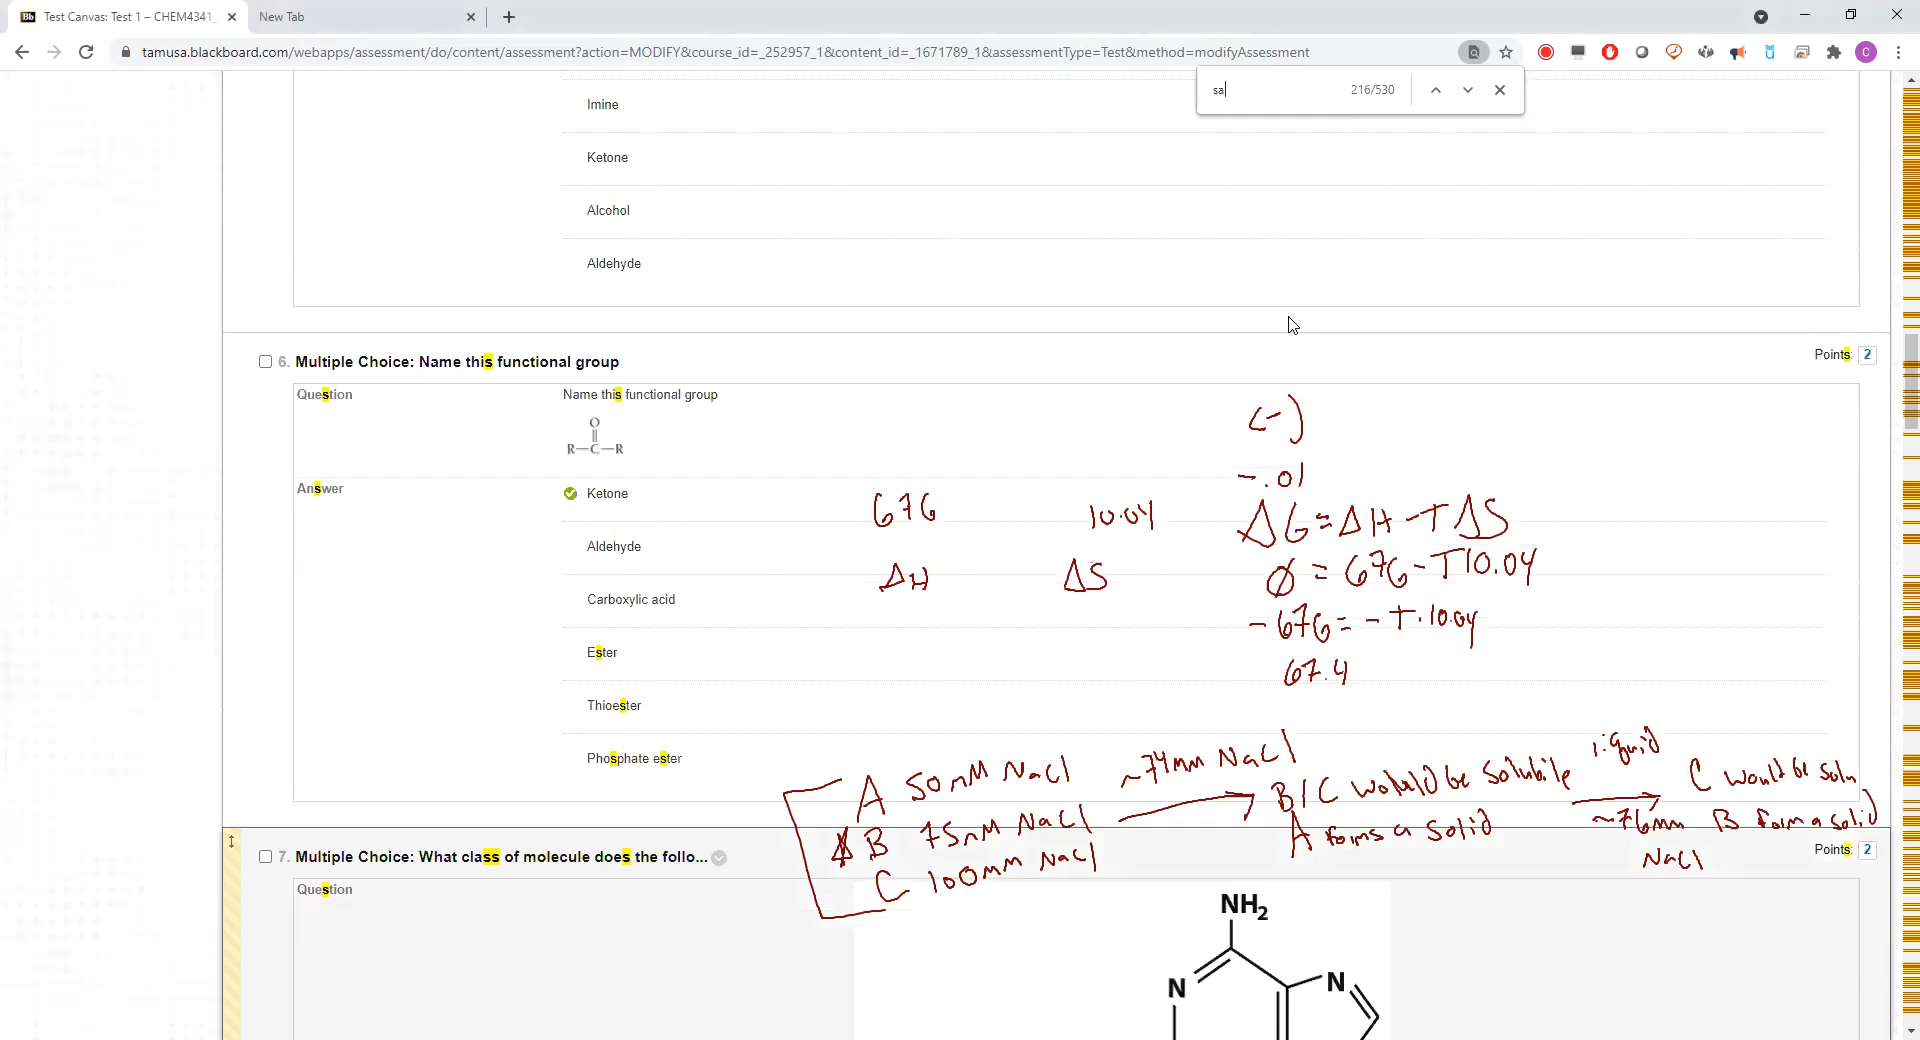 Test Canvas: Test 1 – CHEM4341_
New Tab
tamusa.blackboard.com/webapps/assessment/do/content/assessment?action=MODIFY&course_id=_252957_1&content_id=_1671789_1&assessmentType=Test&method=modifyAssessment
sa 216/530
Imine
Ketone
Alcohol
Aldehyde
6. Multiple Choice: Name this functional group
Points: 2
Question
Name this functional group
O
R—C—R
Answer
Ketone
Aldehyde
Carboxylic acid
Ester
Thioester
Phosphate ester
(-)
-.01
676
10.04
ΔG=ΔH-TΔS
ΔH
ΔS
Ø = 676-T10.04
-676=-T.10.04
67.4
A 50mM NaCl
B 75mM NaCl
C 100mM NaCl
~74mM NaCl
B/C would be solubile
A forms a solid
liquid
~76mM
NaCl
C would be solu
B form a solid
7. Multiple Choice: What class of molecule does the follo...
Points: 2
Question
NH2
N
N